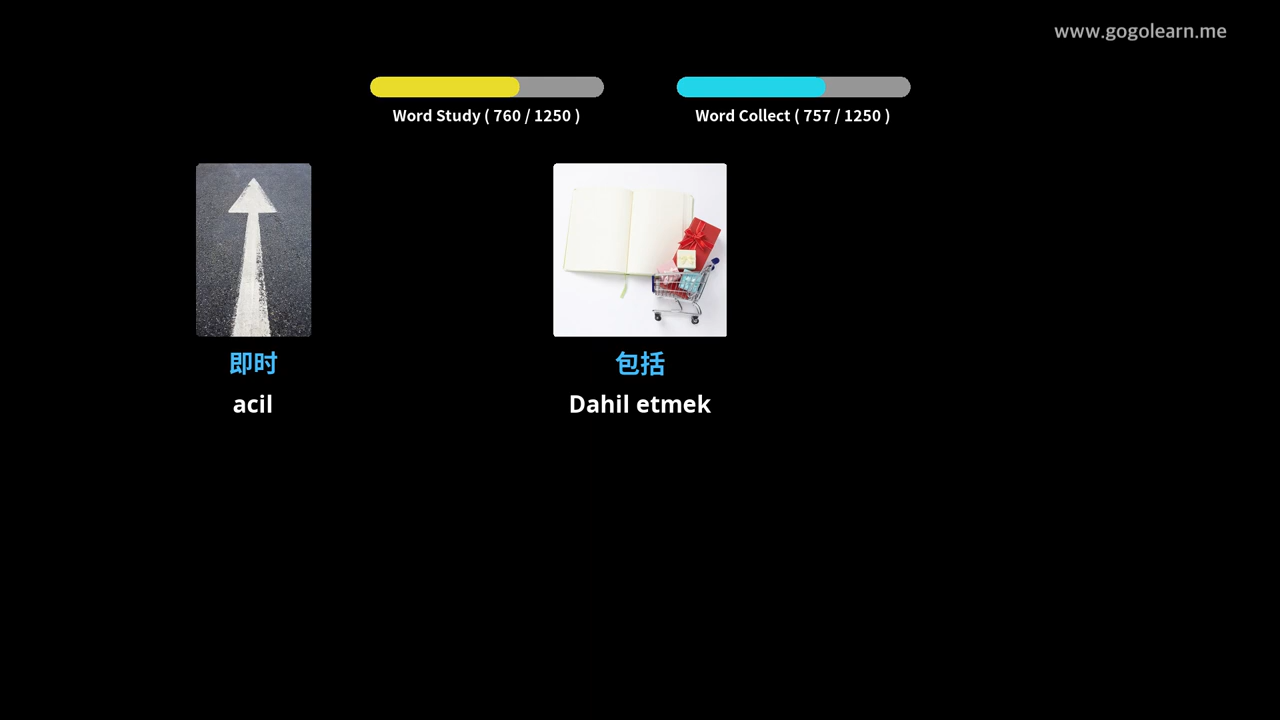 www.gogolearn.me
Word Study ( 760 / 1250 )
Word Collect ( 757 / 1250 )
即时
acil
包括
Dahil etmek